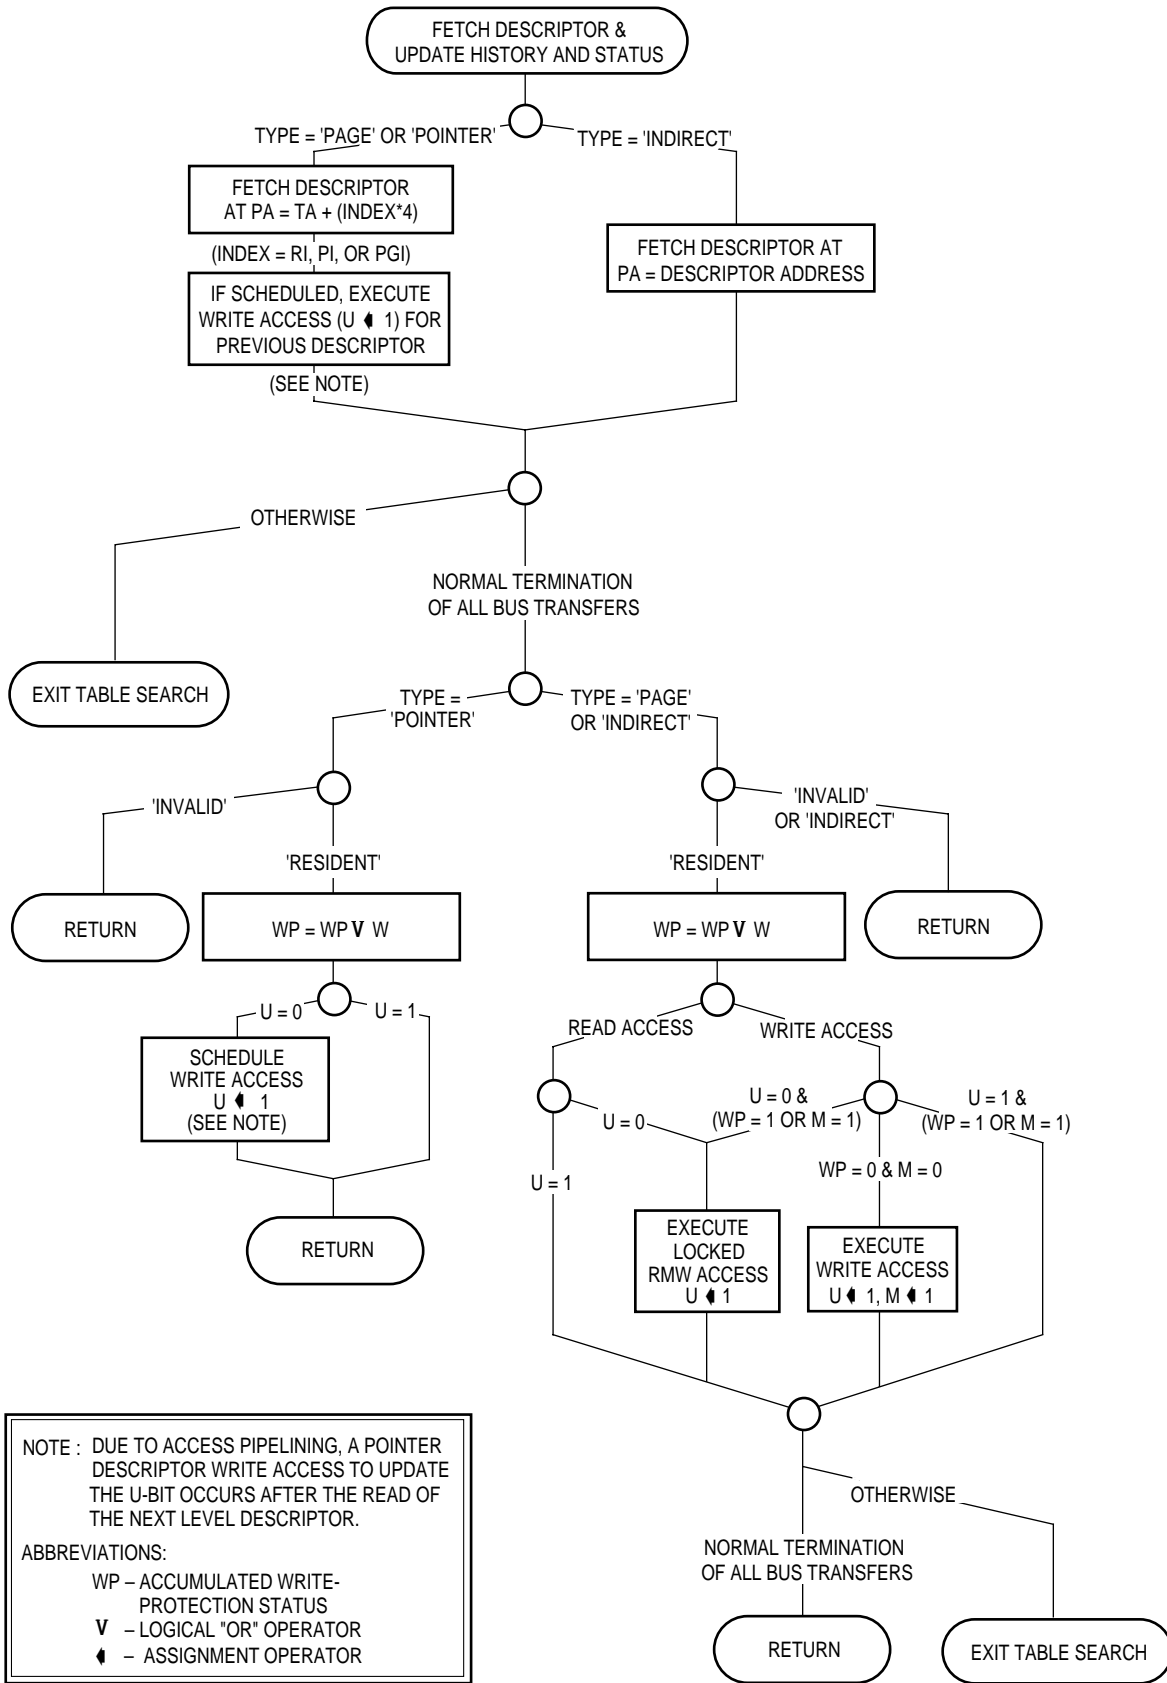 FETCH DESCRIPTOR &
UPDATE HISTORY AND STATUS
TYPE = 'PAGE' OR 'POINTER'
TYPE = 'INDIRECT'
FETCH DESCRIPTOR
AT PA = TA + (INDEX*4)
(INDEX = RI, PI, OR PGI)
FETCH DESCRIPTOR AT
PA = DESCRIPTOR ADDRESS
IF SCHEDULED, EXECUTE
WRITE ACCESS (U ⬧ 1) FOR
PREVIOUS DESCRIPTOR
(SEE NOTE)
OTHERWISE
NORMAL TERMINATION
OF ALL BUS TRANSFERS
EXIT TABLE SEARCH
TYPE =
'POINTER'
TYPE = 'PAGE'
OR 'INDIRECT'
'INVALID'
'INVALID'
OR 'INDIRECT'
'RESIDENT'
'RESIDENT'
RETURN
WP = WP V W
WP = WP V W
RETURN
U = 0
U = 1
READ ACCESS
WRITE ACCESS
SCHEDULE
WRITE ACCESS
U ⬧ 1
(SEE NOTE)
U = 0
U = 0 &
(WP = 1 OR M = 1)
U = 1 &
(WP = 1 OR M = 1)
U = 1
WP = 0 & M = 0
RETURN
EXECUTE
LOCKED
RMW ACCESS
U ⬧ 1
EXECUTE
WRITE ACCESS
U ⬧ 1, M ⬧ 1
NOTE : DUE TO ACCESS PIPELINING, A POINTER
DESCRIPTOR WRITE ACCESS TO UPDATE
THE U-BIT OCCURS AFTER THE READ OF
THE NEXT LEVEL DESCRIPTOR.
ABBREVIATIONS:
WP – ACCUMULATED WRITE-
PROTECTION STATUS
V – LOGICAL "OR" OPERATOR
⬧ – ASSIGNMENT OPERATOR
OTHERWISE
NORMAL TERMINATION
OF ALL BUS TRANSFERS
RETURN
EXIT TABLE SEARCH